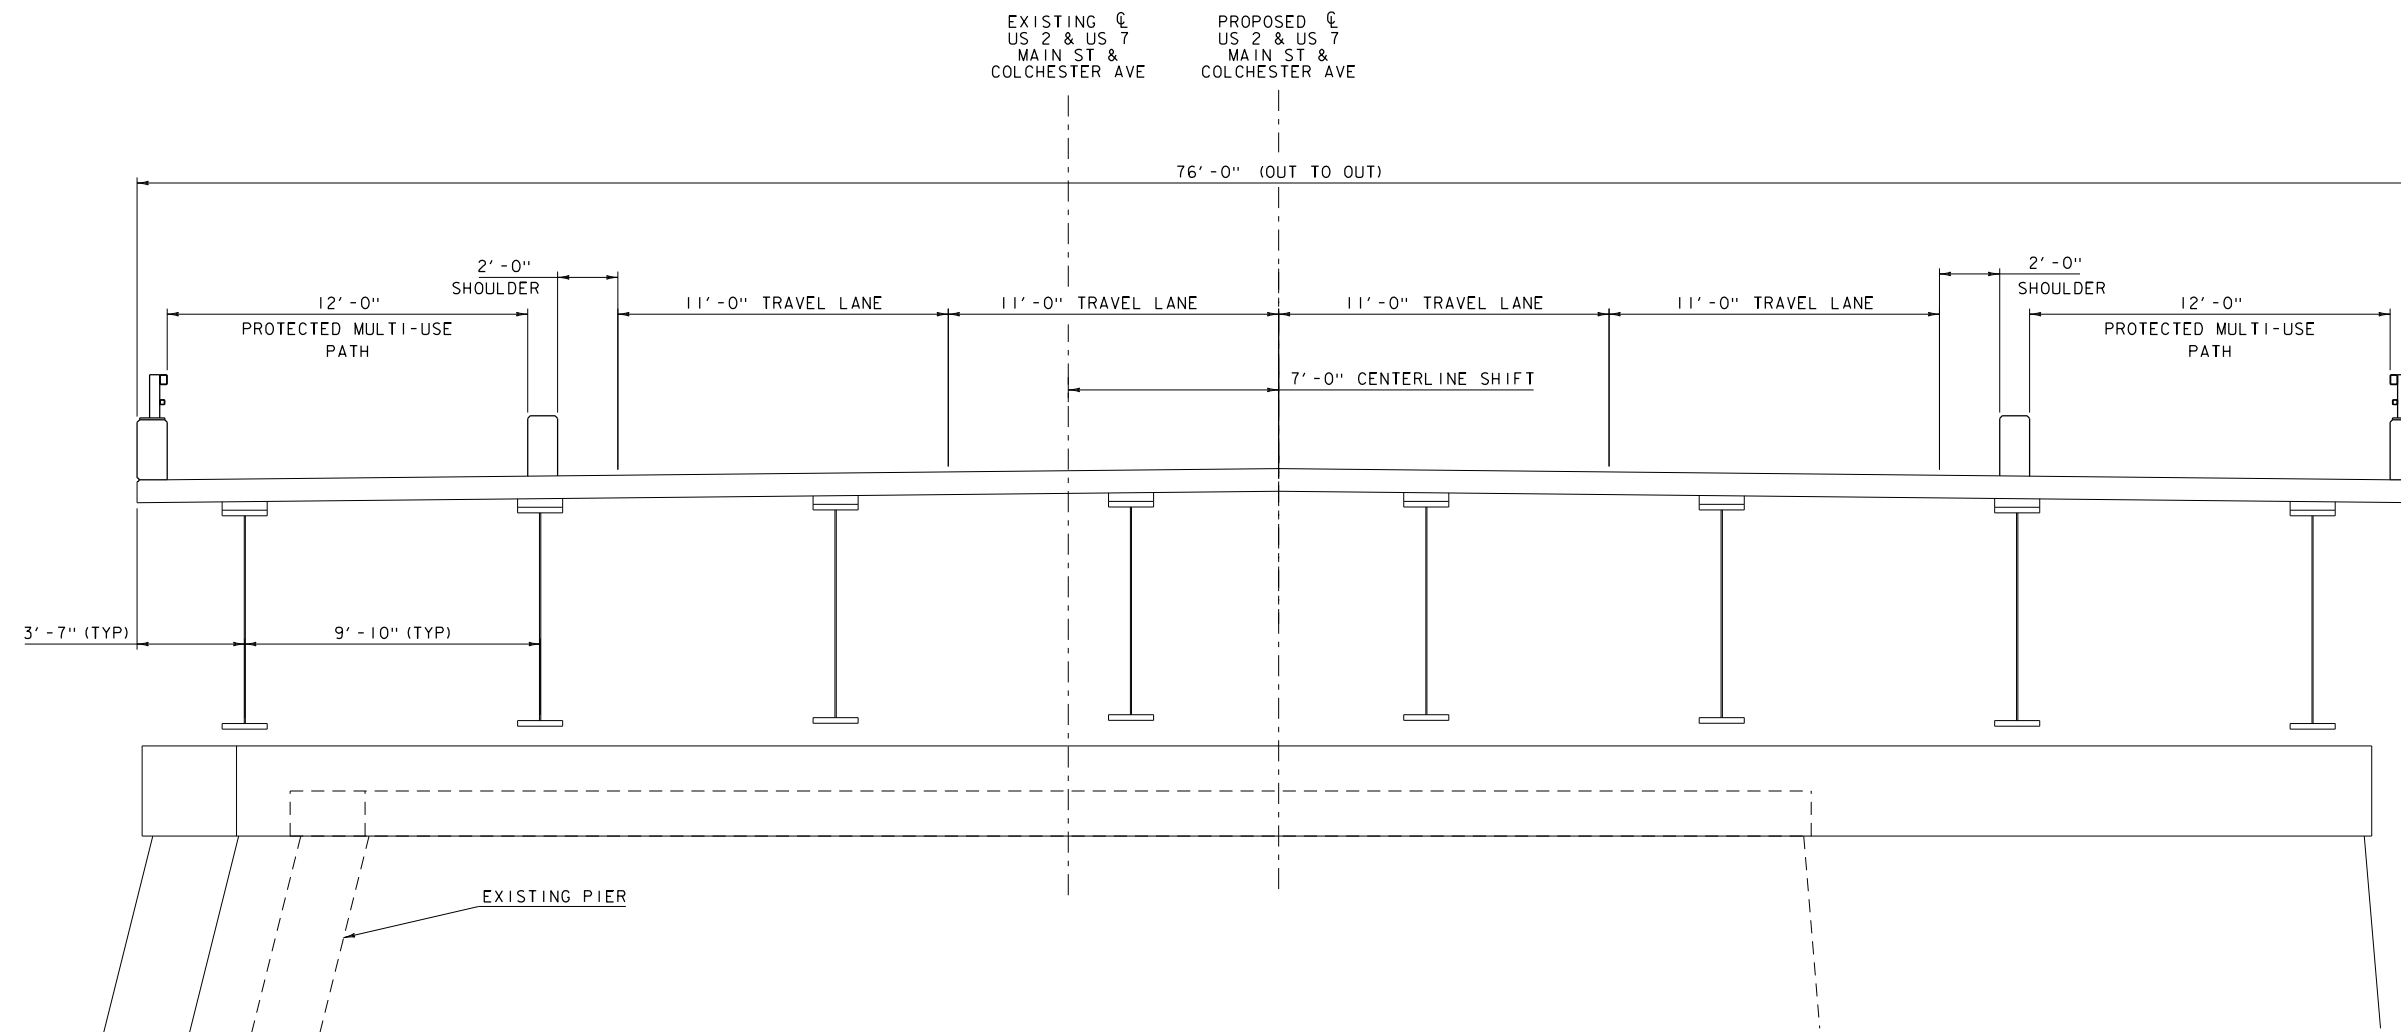 EXISTING ℄
US 2 & US 7
MAIN ST &
COLCHESTER AVE
PROPOSED ℄
US 2 & US 7
MAIN ST &
COLCHESTER AVE
76'-0" (OUT TO OUT)
2'-0"
SHOULDER
2'-0"
SHOULDER
12'-0"
PROTECTED MULTI-USE
PATH
11'-0" TRAVEL LANE
11'-0" TRAVEL LANE
11'-0" TRAVEL LANE
11'-0" TRAVEL LANE
12'-0"
PROTECTED MULTI-USE
PATH
7'-0" CENTERLINE SHIFT
3'-7" (TYP)
9'-10" (TYP)
EXISTING PIER